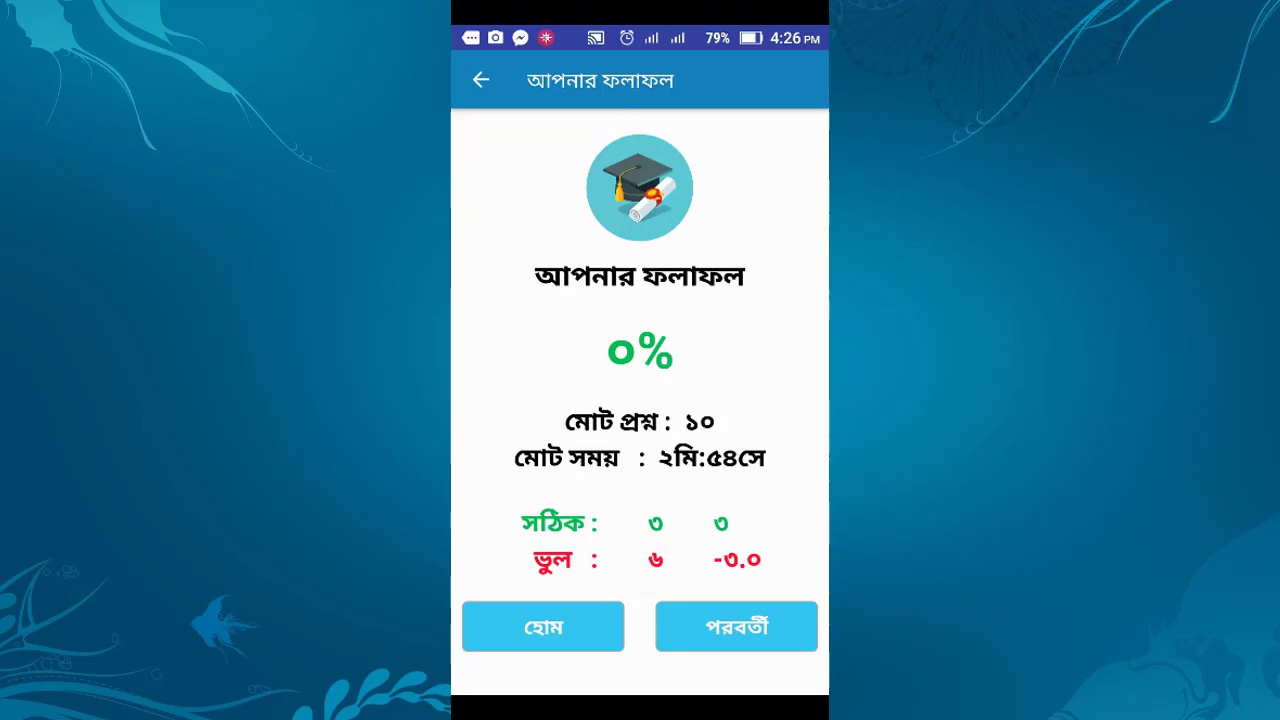 79% 4:26 PM
আপনার ফলাফল
আপনার ফলাফল
০%
মোট প্রশ্ন : ১০
মোট সময় : ২মি:৫৪সে
সঠিক : ৩ ৩
ভুল : ৬ -৩.০
হোম পরবর্তী